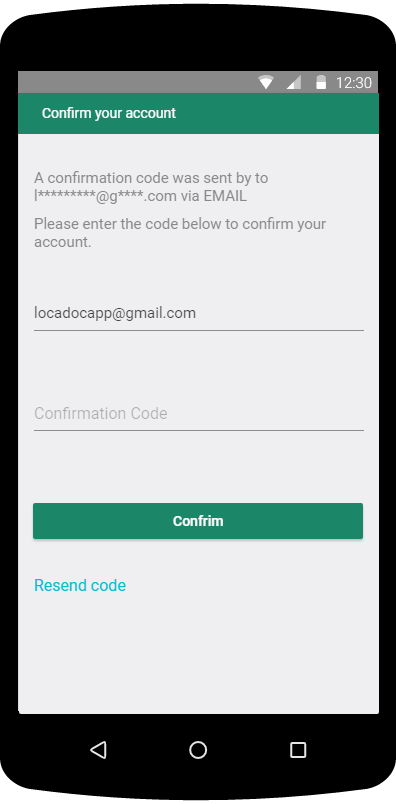 12:30
Confirm your account
A confirmation code was sent by to
l*********@g****.com via EMAIL
Please enter the code below to confirm your
account.
locadocapp@gmail.com
Confirmation Code
Confrim
Resend code